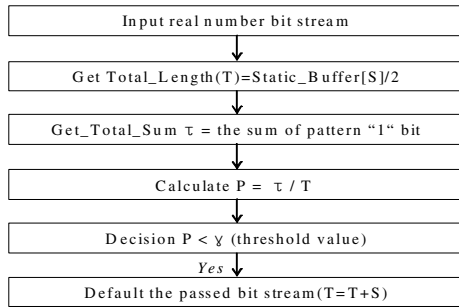 Input real number bit stream
Get Total_Length(T)=Static_Buffer[S]/2
Get_Total_Sum τ = the sum of pattern “1“ bit
Calculate P = τ / T
Decision P < ɣ (threshold value)
Yes
Default the passed bit stream(T=T+S)